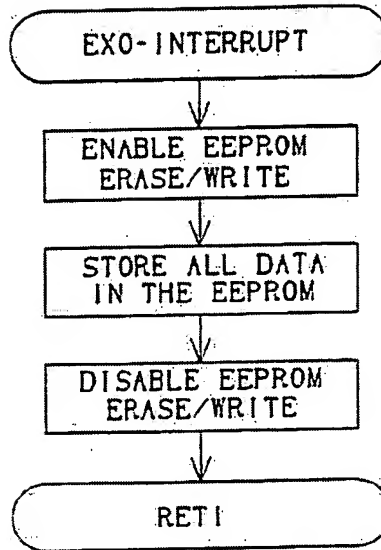 EXO-INTERRUPT
ENABLE EEPROM
ERASE/WRITE
STORE ALL DATA
IN THE EEPROM
DISABLE EEPROM
ERASE/WRITE
RETI